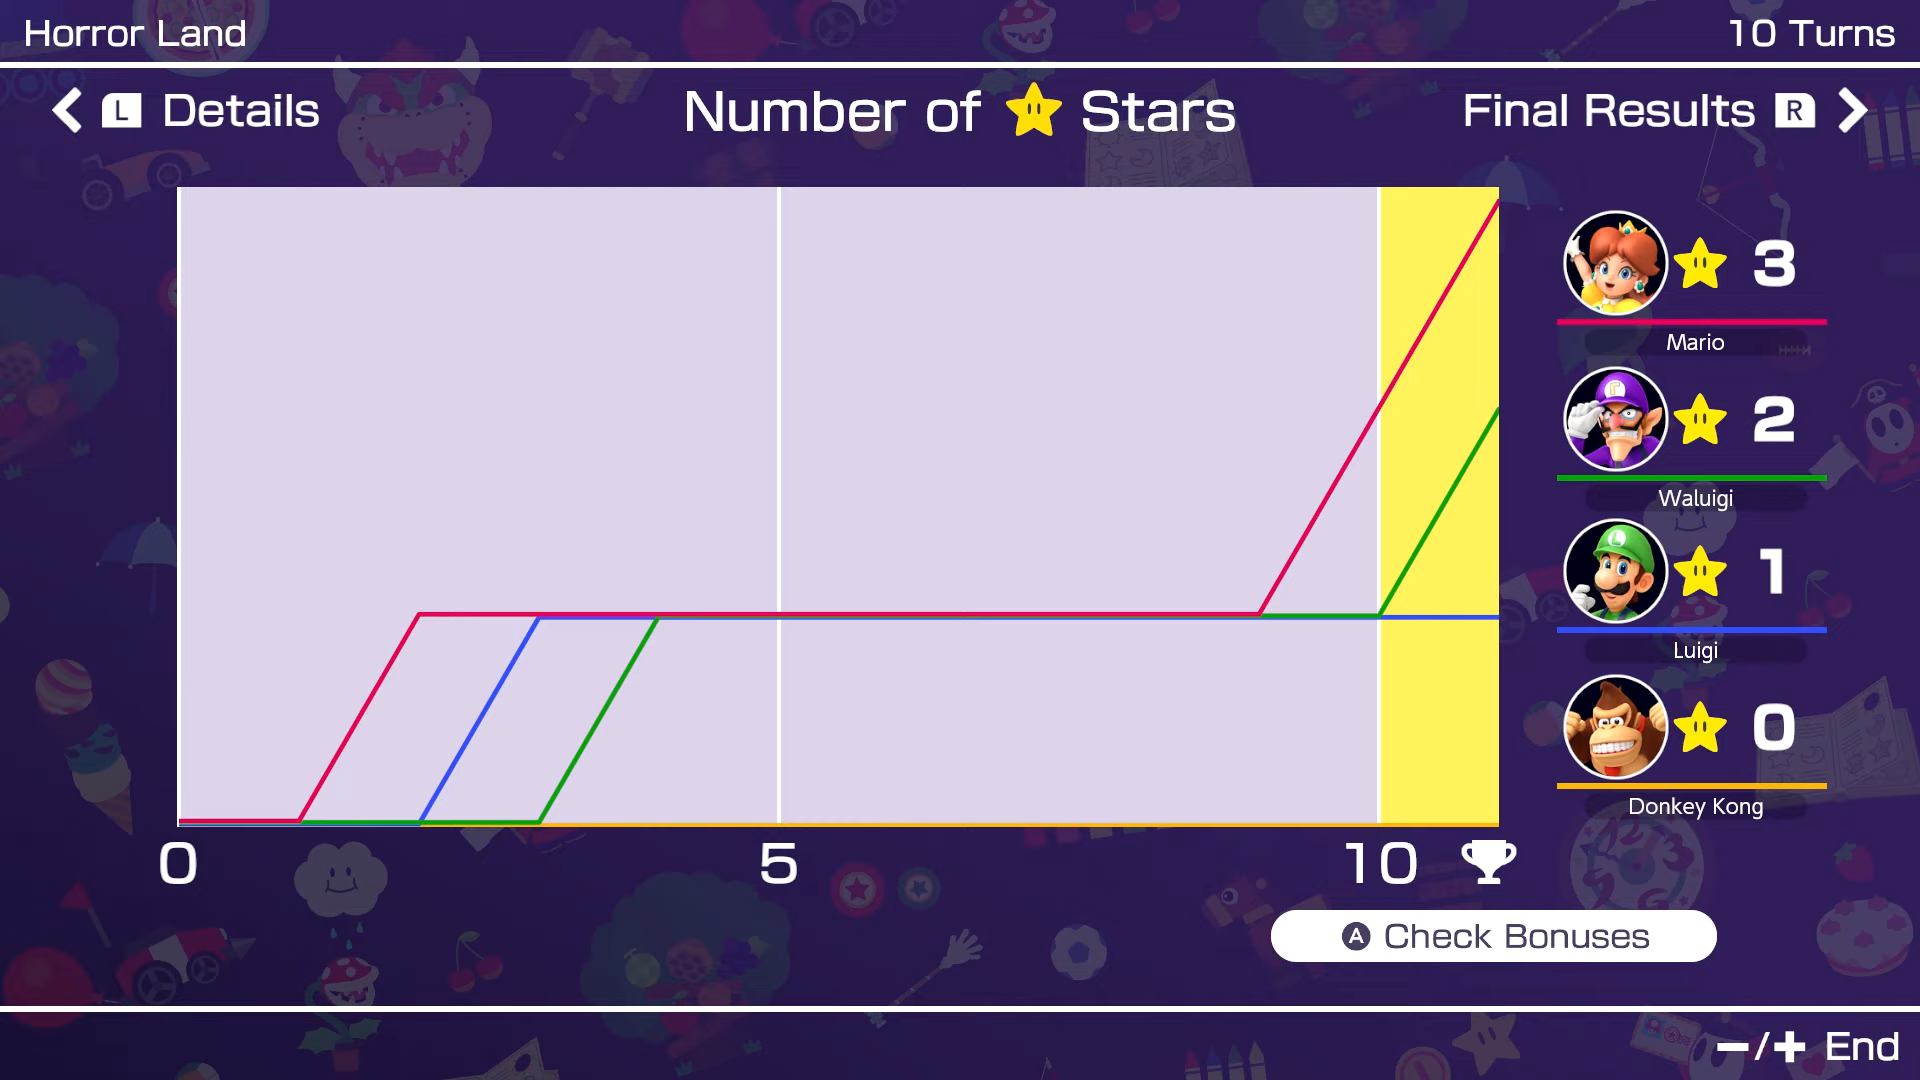 Horror Land
10 Turns
L Details
Number of Stars
Final Results R
3
Mario
2
Waluigi
1
Luigi
0
Donkey Kong
0 5 10
A Check Bonuses
-/+ End